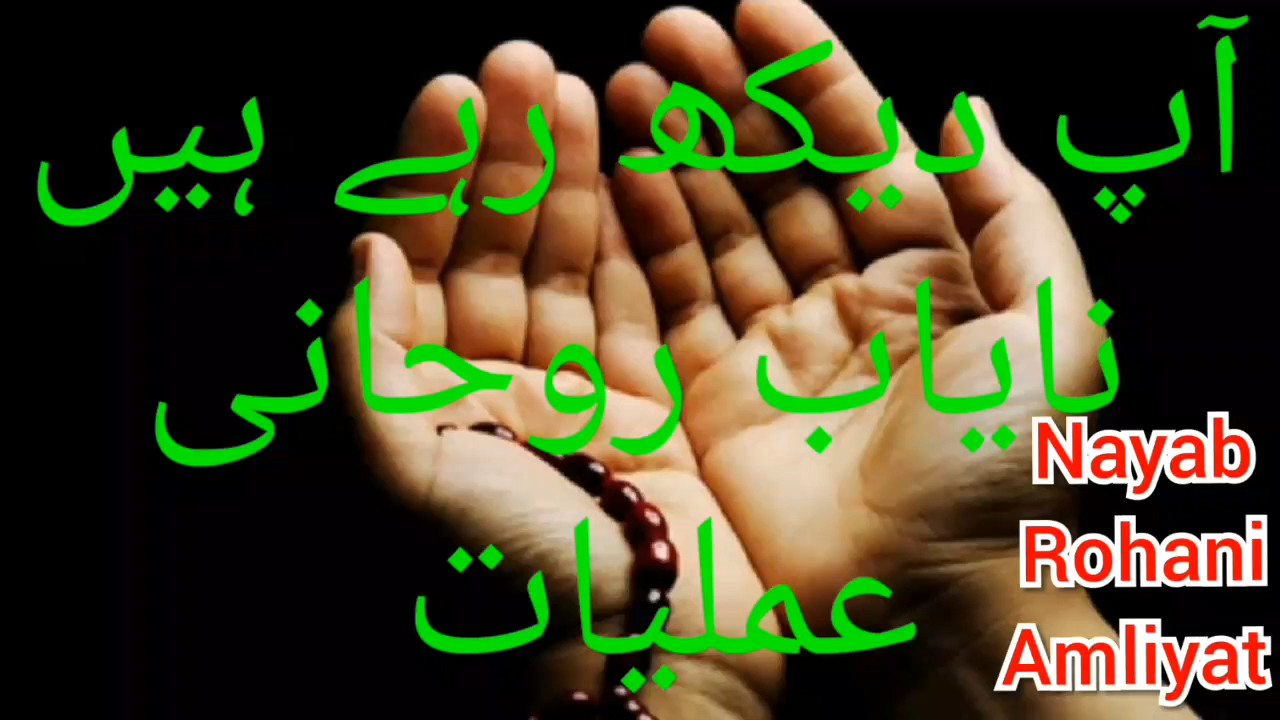 آپ دیکھ رہے ہیں
نایاب روحانی
عملیات
Nayab
Rohani
Amliyat